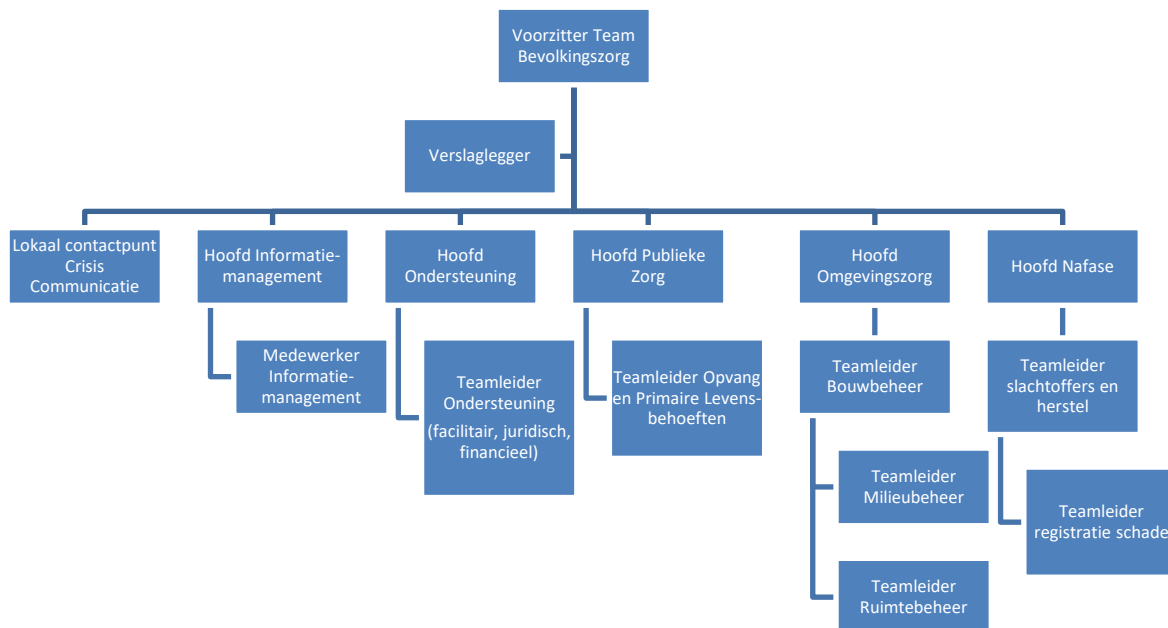 Voorzitter Team
Bevolkingszorg
Verslaglegger
Lokaal contactpunt
Crisis
Communicatie
Hoofd Informatie-
management
Hoofd
Ondersteuning
Hoofd Publieke
Zorg
Hoofd
Omgevingszorg
Hoofd Nafase
Medewerker
Informatie-
management
Teamleider
Ondersteuning
(facilitair, juridisch,
financieel)
Teamleider Opvang
en Primaire Levens-
behoeften
Teamleider
Bouwbeheer
Teamleider
slachtoffers en
herstel
Teamleider
Milieubeheer
Teamleider
registratie schade
Teamleider
Ruimtebeheer